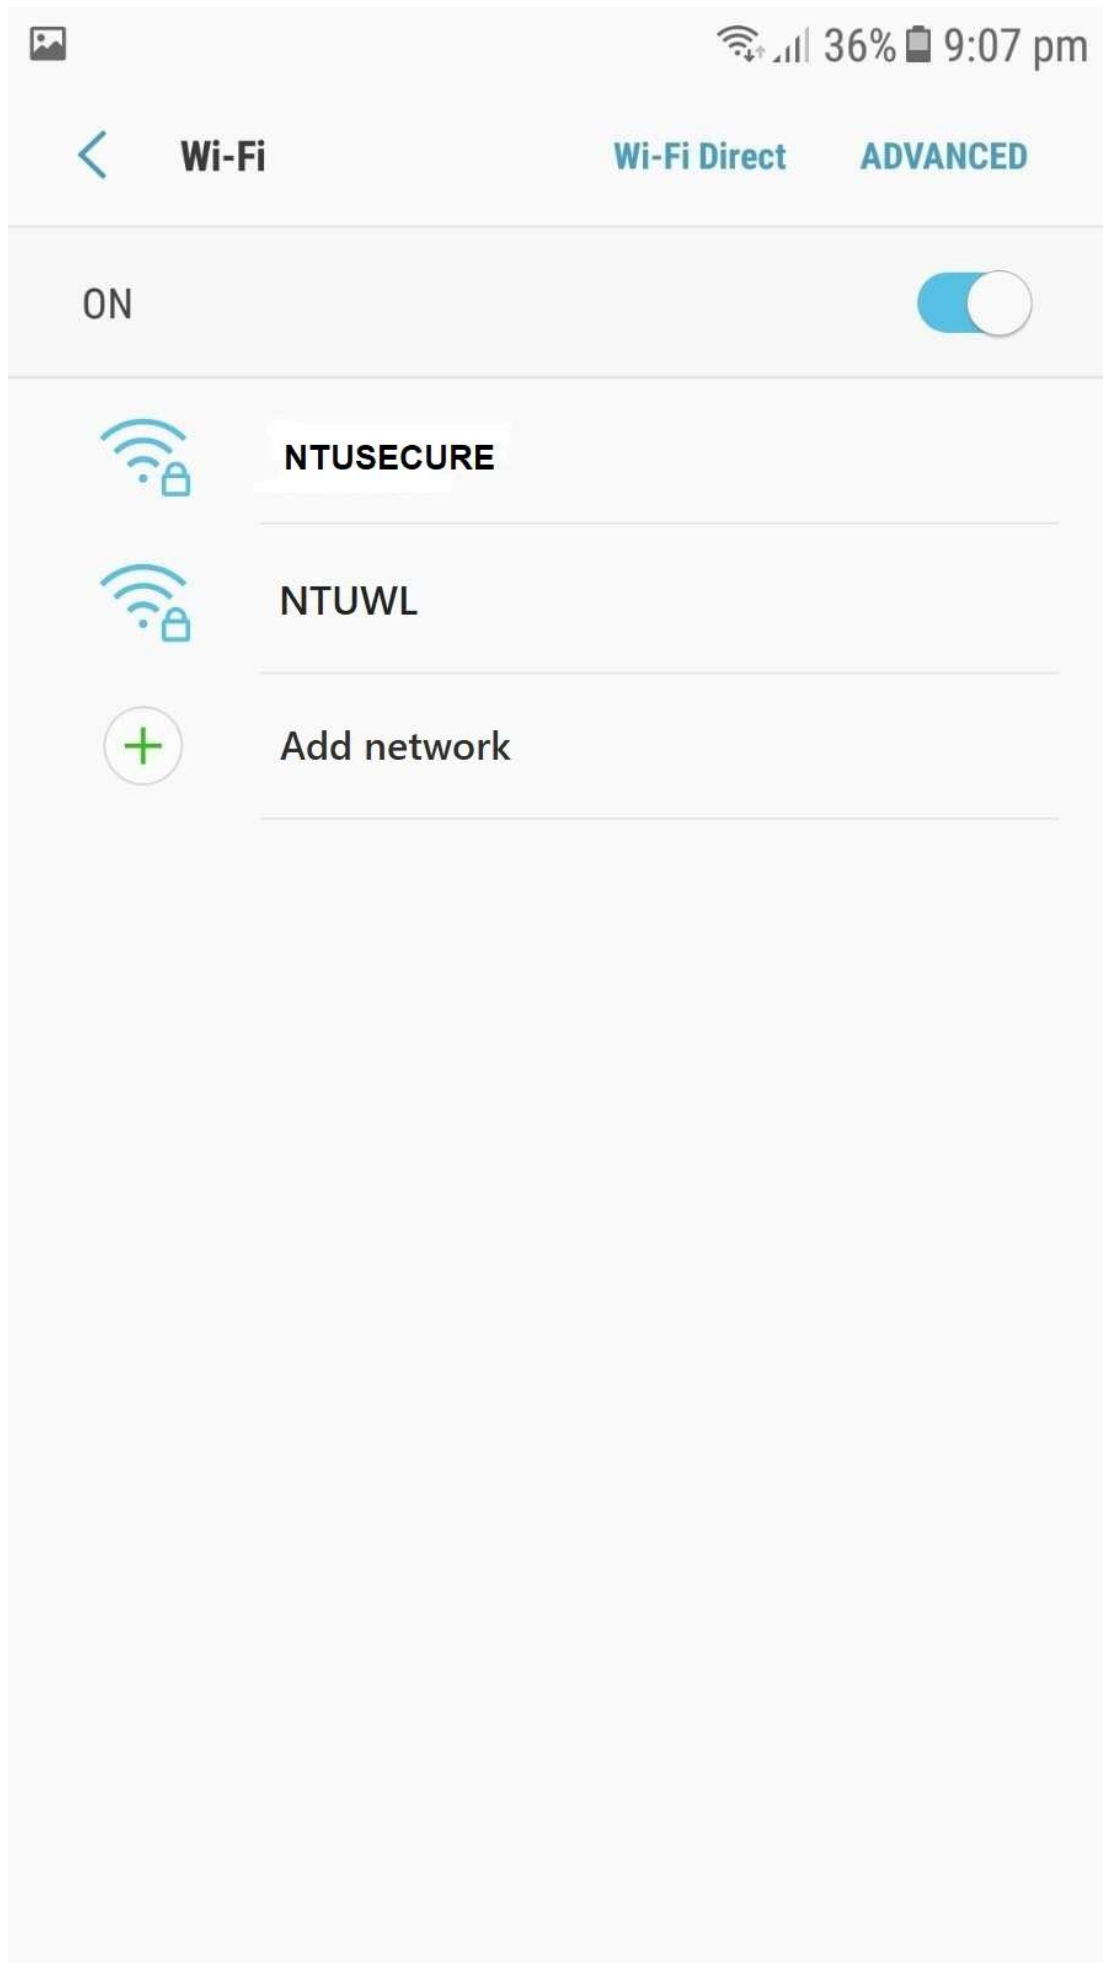 36% 9:07 pm
Wi-Fi Wi-Fi Direct ADVANCED
ON
NTUSECURE
NTUWL
Add network